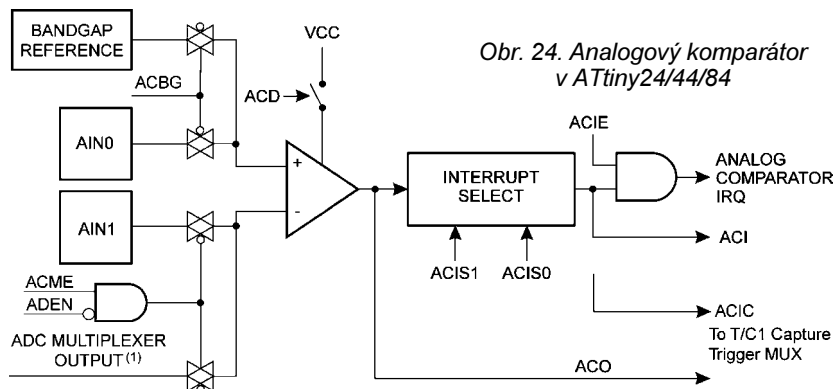 BANDGAP
REFERENCE
VCC
Obr. 24. Analogový komparátor
v ATtiny24/44/84
ACBG
ACD
ACIE
AIN0
+
INTERRUPT
SELECT
ANALOG
COMPARATOR
IRQ
AIN1
-
ACI
ACIS1
ACIS0
ACME
ADEN
ADC MULTIPLEXER
OUTPUT(1)
ACIC
To T/C1 Capture
Trigger MUX
ACO